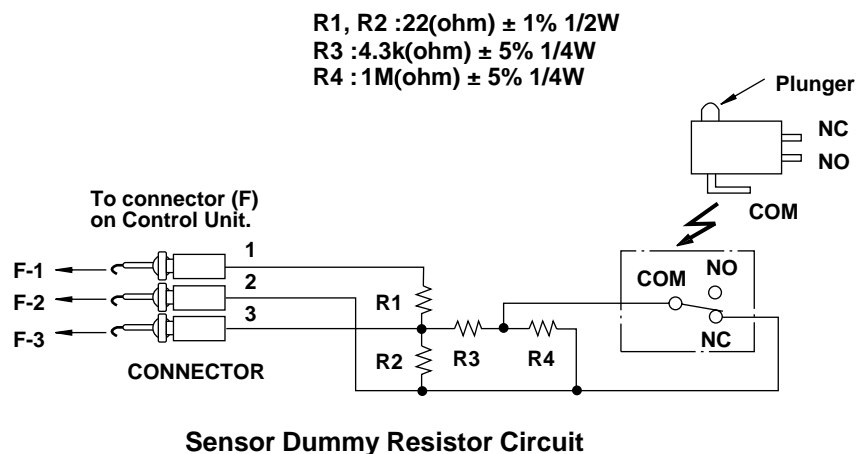 R1, R2 :22(ohm) ± 1% 1/2W
R3 :4.3k(ohm) ± 5% 1/4W
R4 :1M(ohm) ± 5% 1/4W
Plunger
NC
NO
COM
To connector (F)
on Control Unit.
F-1
1
F-2
2
F-3
3
CONNECTOR
R1
R2
R3
R4
COM
NO
NC
Sensor Dummy Resistor Circuit